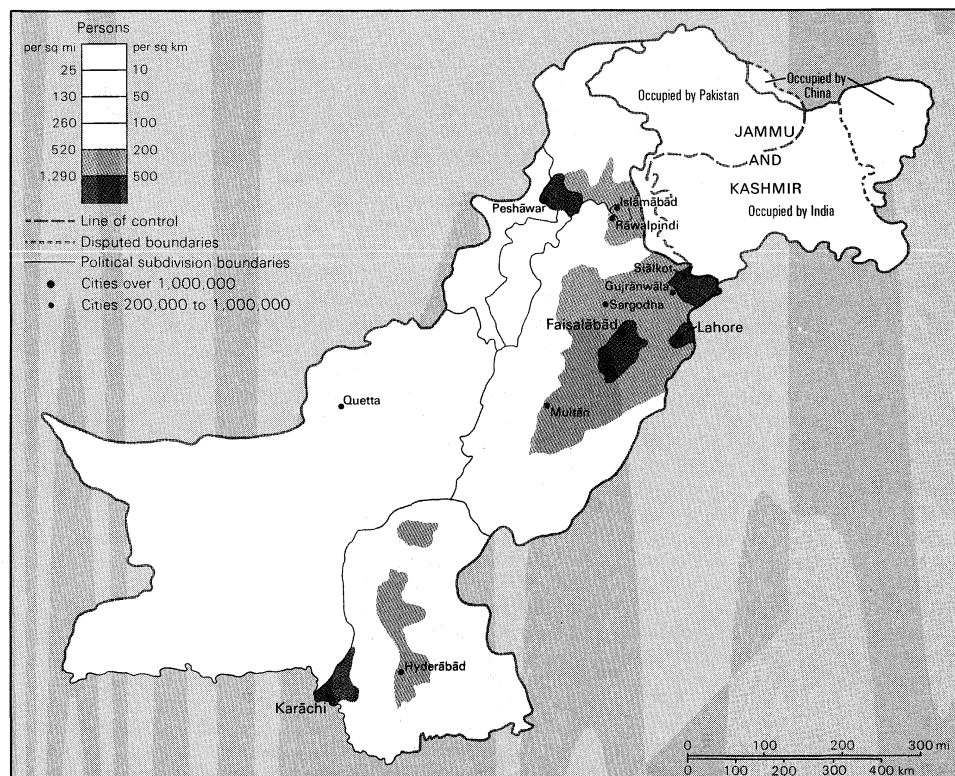 Persons
per sq mi per sq km
25 10
130 50
260 100
520 200
1.290 500
Line of control
Disputed boundaries
Political subdivision boundaries
Cities over 1,000.000
Cities 200,000 to 1,000,000
Occupied by China
Occupied by Pakistan
JAMMU
AND
KASHMIR
Occupied by India
Peshāwar
Islāmābād
Rāwalpindi
Siālkot
Gujrānwāla
Sargodha
Faisalābād
Lahore
Quetta
Multān
Hyderābād
Karāchi
0 100 200 300 mi
0 100 200 300 400 km